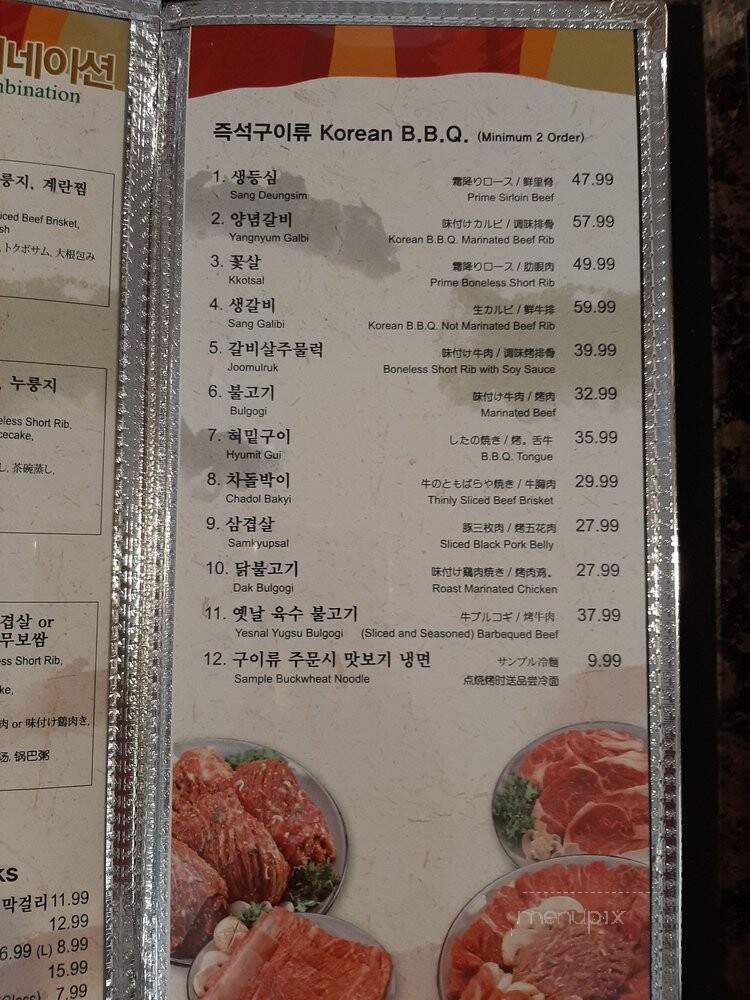 네이션
bination
룽지, 계란찜
iced Beef Brisket,
sh
トクポサム, 大根包み
, 누룽지
eless Short Rib,
cecake,
し, 茶碗蒸し,
겹살 or
무보쌈
ess Short Rib,
ke,
肉 or 味付け鶏肉き,
汤, 锅巴粥
KS
막걸리 11.99
12.99
6.99 (L) 8.99
15.99
(Glass) 7.99
즉석구이류 Korean B.B.Q. (Minimum 2 Order)
1. 생등심 霜降りロース / 鲜里脊 47.99
Sang Deungsim Prime Sirloin Beef
2. 양념갈비 味付けカルビ / 调味排骨 57.99
Yangnyum Galbi Korean B.B.Q. Marinated Beef Rib
3. 꽃살 霜降りロース / 肋眼肉 49.99
Kkotsal Prime Boneless Short Rib
4. 생갈비 生カルビ / 鲜牛排 59.99
Sang Galibi Korean B.B.Q. Not Marinated Beef Rib
5. 갈비살주물럭 味付け牛肉 / 调味烤排骨 39.99
Joomulruk Boneless Short Rib with Soy Sauce
6. 불고기 味付け牛肉 / 烤肉 32.99
Bulgogi Marinated Beef
7. 혀밑구이 したの焼き / 烤。舌牛 35.99
Hyumit Gui B.B.Q. Tongue
8. 차돌박이 牛のともばらや焼き / 牛胸肉 29.99
Chadol Bakyi Thinly Sliced Beef Brisket
9. 삼겹살 豚三枚肉 / 烤五花肉 27.99
Samkyupsal Sliced Black Pork Belly
10. 닭불고기 味付け鷄肉焼き / 烤肉鸡。 27.99
Dak Bulgogi Roast Marinated Chicken
11. 옛날 육수 불고기 牛プルコギ / 烤牛肉 37.99
Yesnal Yugsu Bulgogi (Sliced and Seasoned) Barbequed Beef
12. 구이류 주문시 맛보기 냉면 サンプル冷麵 9.99
Sample Buckwheat Noodle 点烧烤时送品尝冷面
menupix